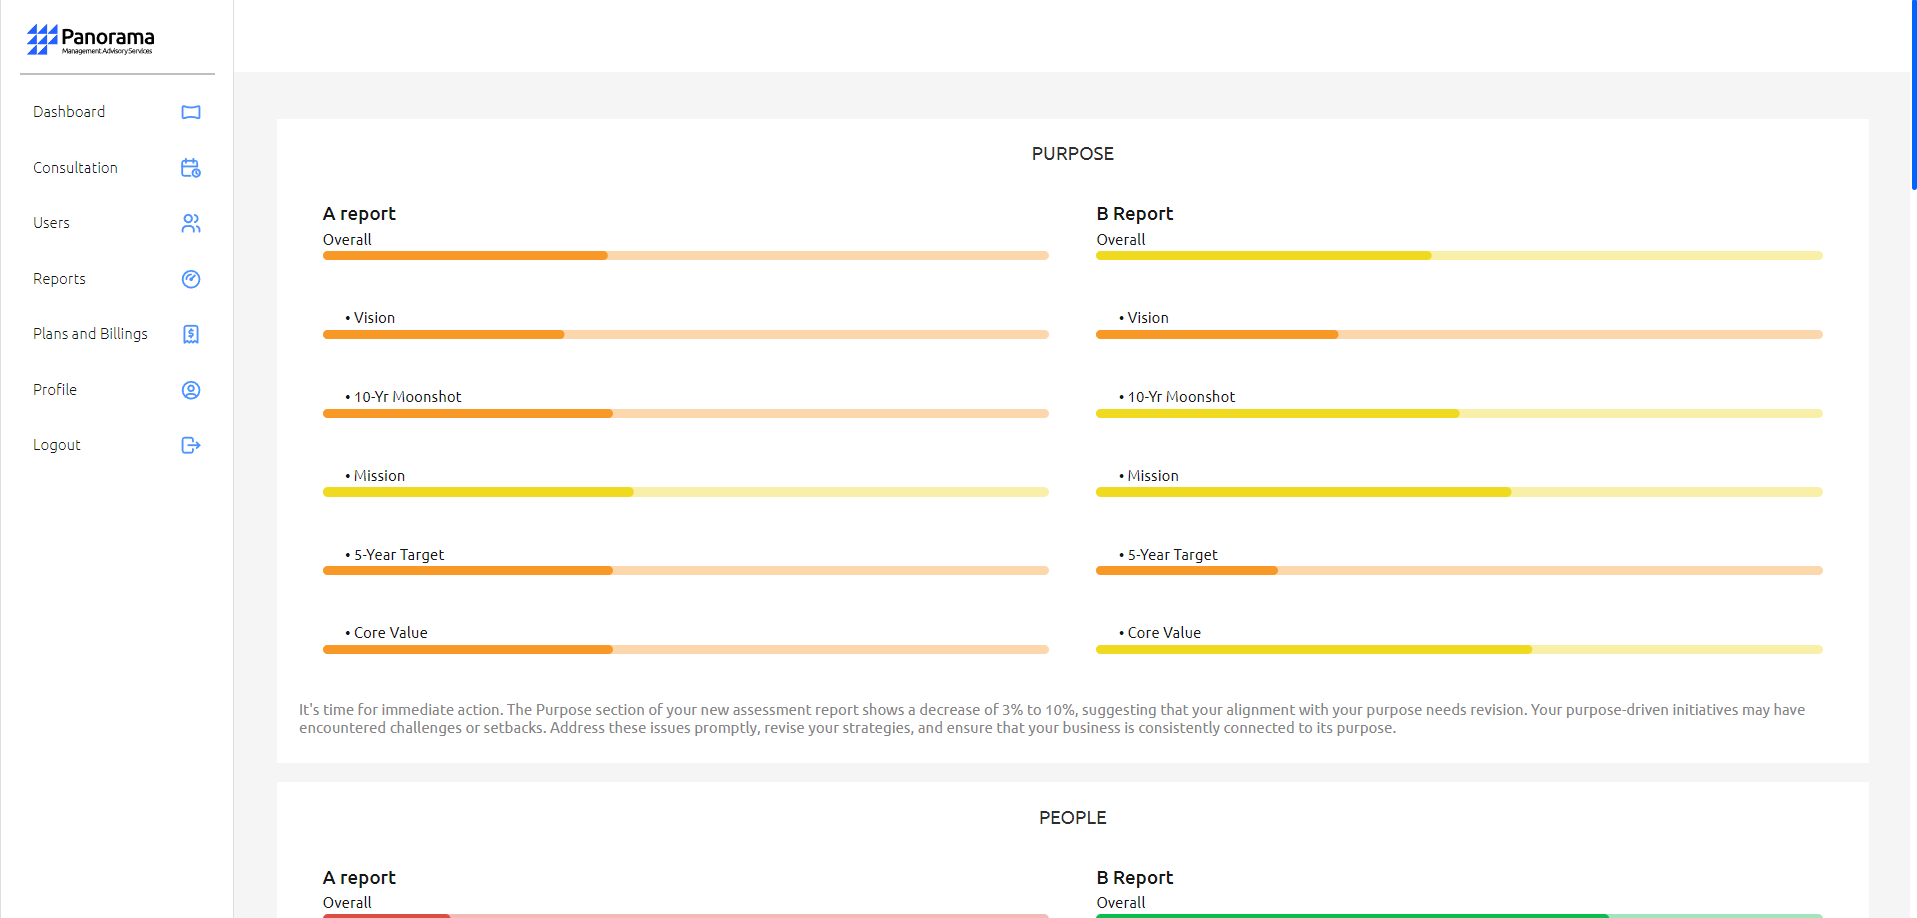 Panorama
Management Advisory Services
Dashboard
Consultation
Users
Reports
Plans and Billings
Profile
Logout
PURPOSE
A report
Overall
• Vision
• 10-Yr Moonshot
• Mission
• 5-Year Target
• Core Value
B Report
Overall
• Vision
• 10-Yr Moonshot
• Mission
• 5-Year Target
• Core Value
It's time for immediate action. The Purpose section of your new assessment report shows a decrease of 3% to 10%, suggesting that your alignment with your purpose needs revision. Your purpose-driven initiatives may have
encountered challenges or setbacks. Address these issues promptly, revise your strategies, and ensure that your business is consistently connected to its purpose.
PEOPLE
A report
Overall
B Report
Overall